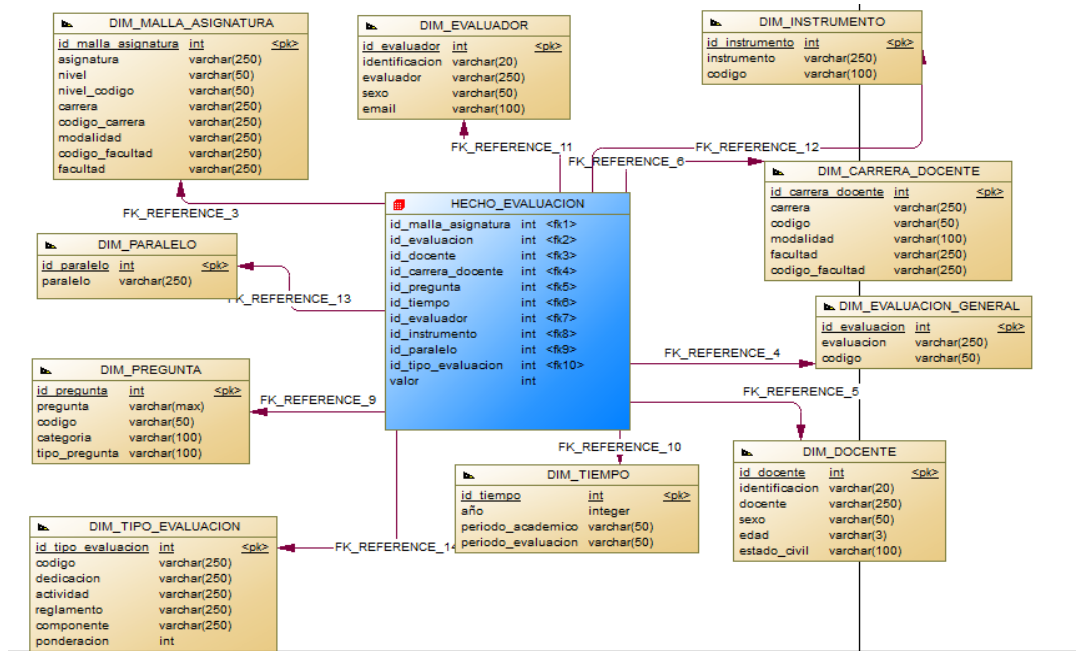 DIM_MALLA_ASIGNATURA
id_malla_asignatura int <pk>
asignatura varchar(250)
nivel varchar(50)
nivel_codigo varchar(50)
carrera varchar(250)
codigo_carrera varchar(250)
modalidad varchar(250)
codigo_facultad varchar(250)
facultad varchar(250)
DIM_EVALUADOR
id_evaluador int <pk>
identificacion varchar(20)
evaluador varchar(250)
sexo varchar(50)
email varchar(100)
DIM_INSTRUMENTO
id_instrumento int <pk>
instrumento varchar(250)
codigo varchar(100)
FK_REFERENCE_11
FK_REFERENCE_12
FK_REFERENCE_6
DIM_CARRERA_DOCENTE
id_carrera_docente int <pk>
carrera varchar(250)
codigo varchar(50)
modalidad varchar(100)
facultad varchar(250)
codigo_facultad varchar(250)
FK_REFERENCE_3
HECHO_EVALUACION
id_malla_asignatura int <fk1>
id_evaluacion int <fk2>
id_docente int <fk3>
id_carrera_docente int <fk4>
id_pregunta int <fk5>
id_tiempo int <fk6>
id_evaluador int <fk7>
id_instrumento int <fk8>
id_paralelo int <fk9>
id_tipo_evaluacion int <fk10>
valor int
DIM_PARALELO
id_paralelo int <pk>
paralelo varchar(250)
FK_REFERENCE_13
DIM_EVALUACION_GENERAL
id_evaluacion int <pk>
evaluacion varchar(250)
codigo varchar(50)
FK_REFERENCE_4
DIM_PREGUNTA
id_pregunta int <pk>
pregunta varchar(max)
codigo varchar(50)
categoria varchar(100)
tipo_pregunta varchar(100)
FK_REFERENCE_9
FK_REFERENCE_5
FK_REFERENCE_10
DIM_DOCENTE
id_docente int <pk>
identificacion varchar(20)
docente varchar(250)
sexo varchar(50)
edad varchar(3)
estado_civil varchar(100)
DIM_TIEMPO
id_tiempo int <pk>
año integer
periodo_academico varchar(50)
periodo_evaluacion varchar(50)
DIM_TIPO_EVALUACION
id_tipo_evaluacion int <pk>
codigo varchar(250)
dedicacion varchar(250)
actividad varchar(250)
reglamento varchar(250)
componente varchar(250)
ponderacion int
FK_REFERENCE_14